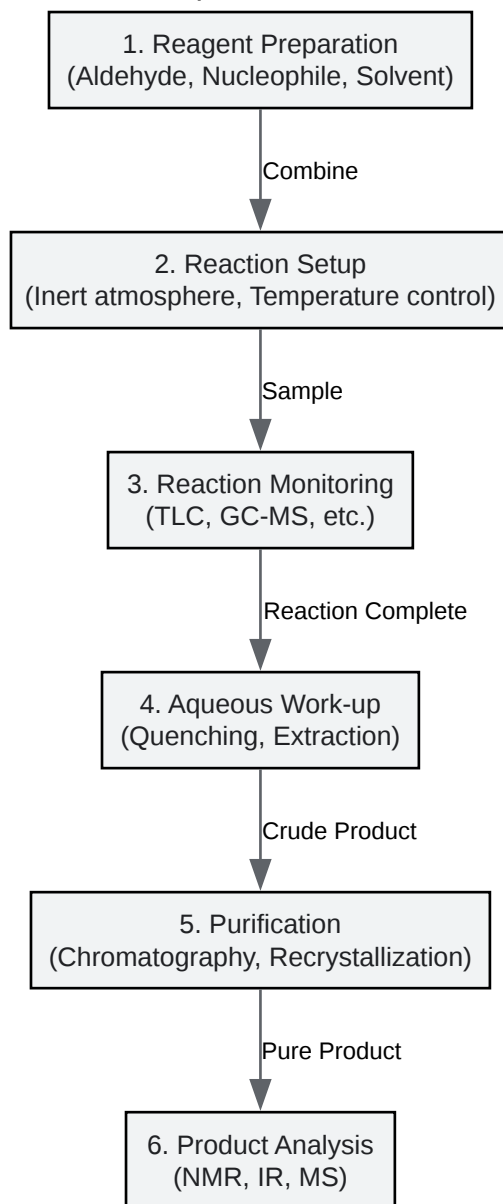 1. Reagent Preparation
(Aldehyde, Nucleophile, Solvent)
Combine
2. Reaction Setup
(Inert atmosphere, Temperature control)
Sample
3. Reaction Monitoring
(TLC, GC-MS, etc.)
Reaction Complete
4. Aqueous Work-up
(Quenching, Extraction)
Crude Product
5. Purification
(Chromatography, Recrystallization)
Pure Product
6. Product Analysis
(NMR, IR, MS)